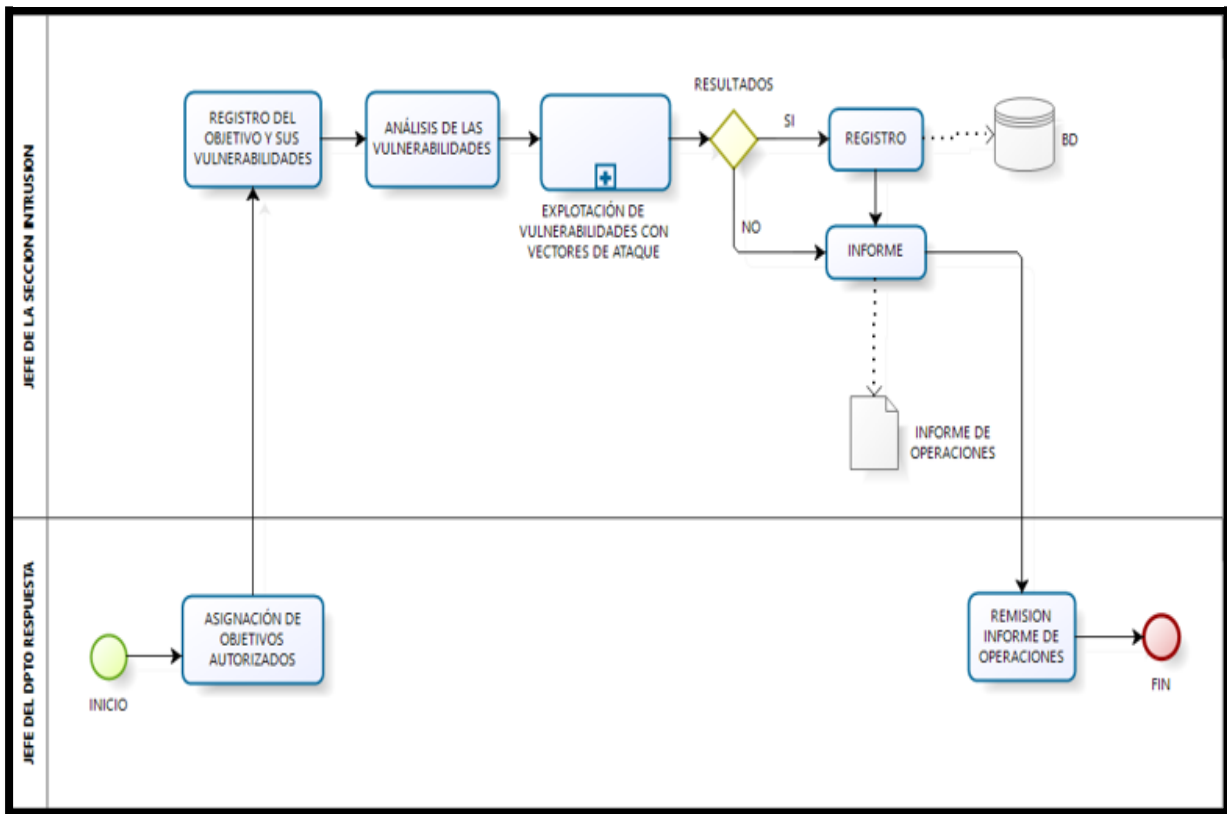 JEFE DE LA SECCION INTRUSION
REGISTRO DEL
OBJETIVO Y SUS
VULNERABILIDADES
ANÁLISIS DE LAS
VULNERABILIDADES
EXPLOTACIÓN DE
VULNERABILIDADES CON
VECTORES DE ATAQUE
RESULTADOS
SI
NO
REGISTRO
BD
INFORME
INFORME DE
OPERACIONES
JEFE DEL DPTO RESPUESTA
INICIO
ASIGNACIÓN DE
OBJETIVOS
AUTORIZADOS
REMISION
INFORME DE
OPERACIONES
FIN